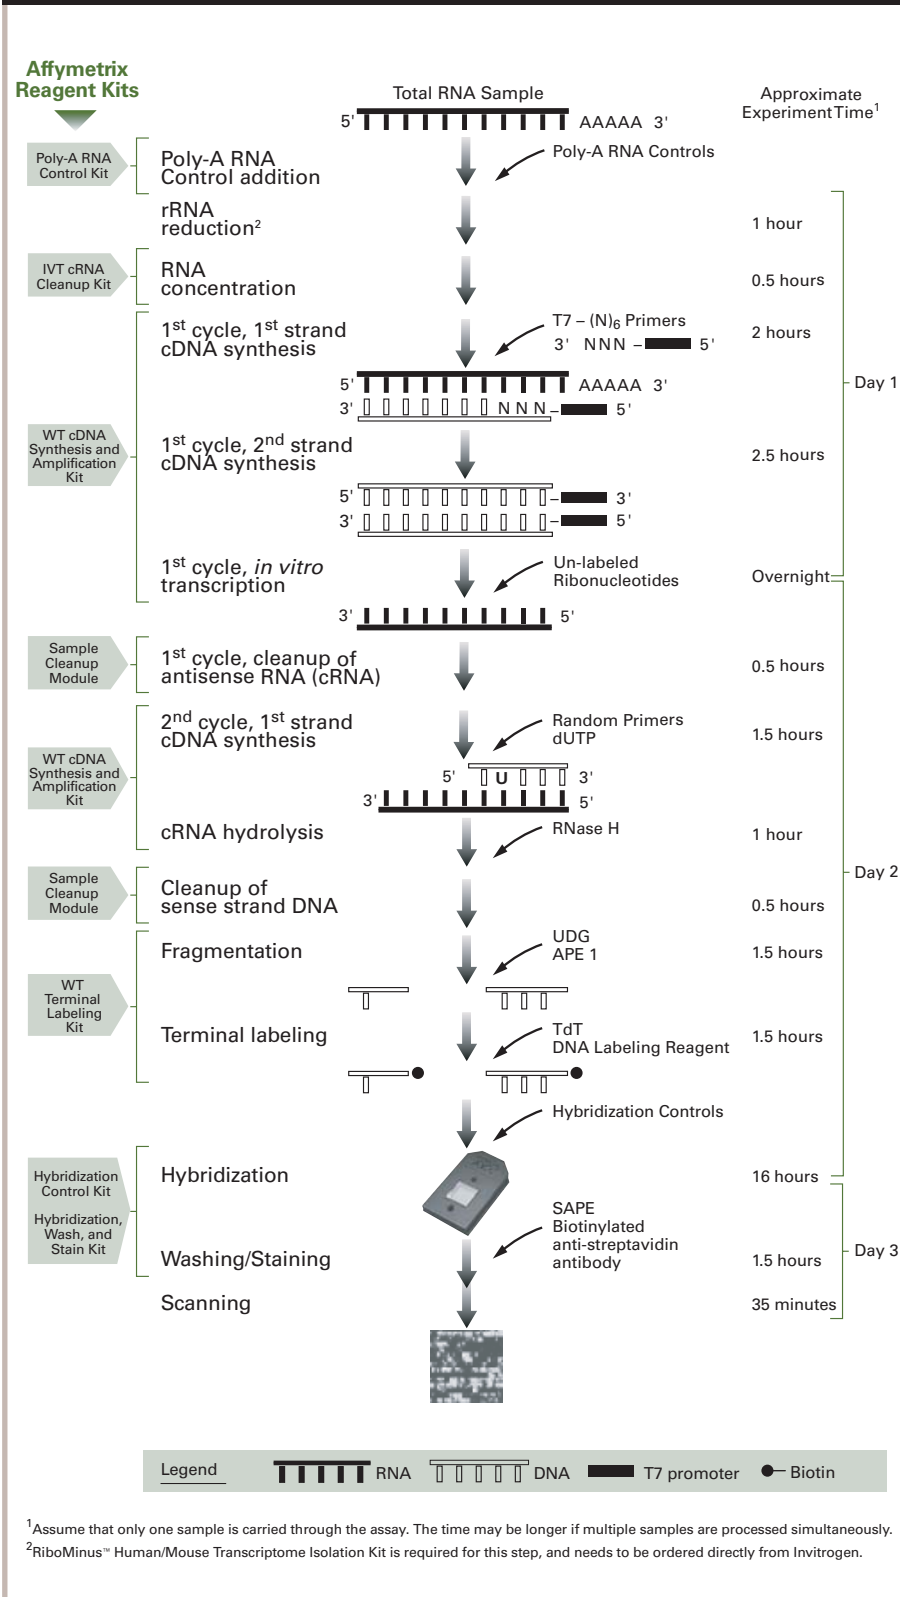 Affymetrix
Reagent Kits
Total RNA Sample
Approximate
Experiment Time1
5' AAAAA 3'
Poly-A RNA
Control Kit
Poly-A RNA
Control addition
Poly-A RNA Controls
rRNA
reduction2
1 hour
IVT cRNA
Cleanup Kit
RNA
concentration
0.5 hours
1st cycle, 1st strand
cDNA synthesis
T7 – (N)6 Primers
3' NNN – 5'
2 hours
5' AAAAA 3'
3' NNN – 5'
Day 1
WT cDNA
Synthesis and
Amplification
Kit
1st cycle, 2nd strand
cDNA synthesis
2.5 hours
5' – 3'
3' – 5'
1st cycle, in vitro
transcription
Un-labeled
Ribonucleotides
Overnight
3' 5'
Sample
Cleanup
Module
1st cycle, cleanup of
antisense RNA (cRNA)
0.5 hours
2nd cycle, 1st strand
cDNA synthesis
Random Primers
dUTP
1.5 hours
WT cDNA
Synthesis and
Amplification
Kit
5' U 3'
3' 5'
cRNA hydrolysis
RNase H
1 hour
Day 2
Sample
Cleanup
Module
Cleanup of
sense strand DNA
0.5 hours
Fragmentation
UDG
APE 1
1.5 hours
WT
Terminal
Labeling
Kit
Terminal labeling
TdT
DNA Labeling Reagent
1.5 hours
Hybridization Controls
Hybridization
Control Kit
Hybridization,
Wash, and
Stain Kit
Hybridization
16 hours
SAPE
Biotinylated
anti-streptavidin
antibody
Day 3
Washing/Staining
1.5 hours
Scanning
35 minutes
Legend RNA DNA T7 promoter Biotin
1Assume that only one sample is carried through the assay. The time may be longer if multiple samples are processed simultaneously.
2RiboMinus™ Human/Mouse Transcriptome Isolation Kit is required for this step, and needs to be ordered directly from Invitrogen.